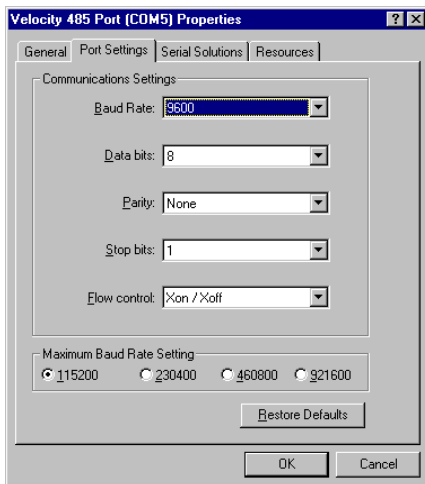 Velocity 485 Port (COM5) Properties
General Port Settings Serial Solutions Resources
Communications Settings
Baud Rate: 9600
Data bits: 8
Parity: None
Stop bits: 1
Flow control: Xon / Xoff
Maximum Baud Rate Setting
115200 230400 460800 921600
Restore Defaults
OK Cancel